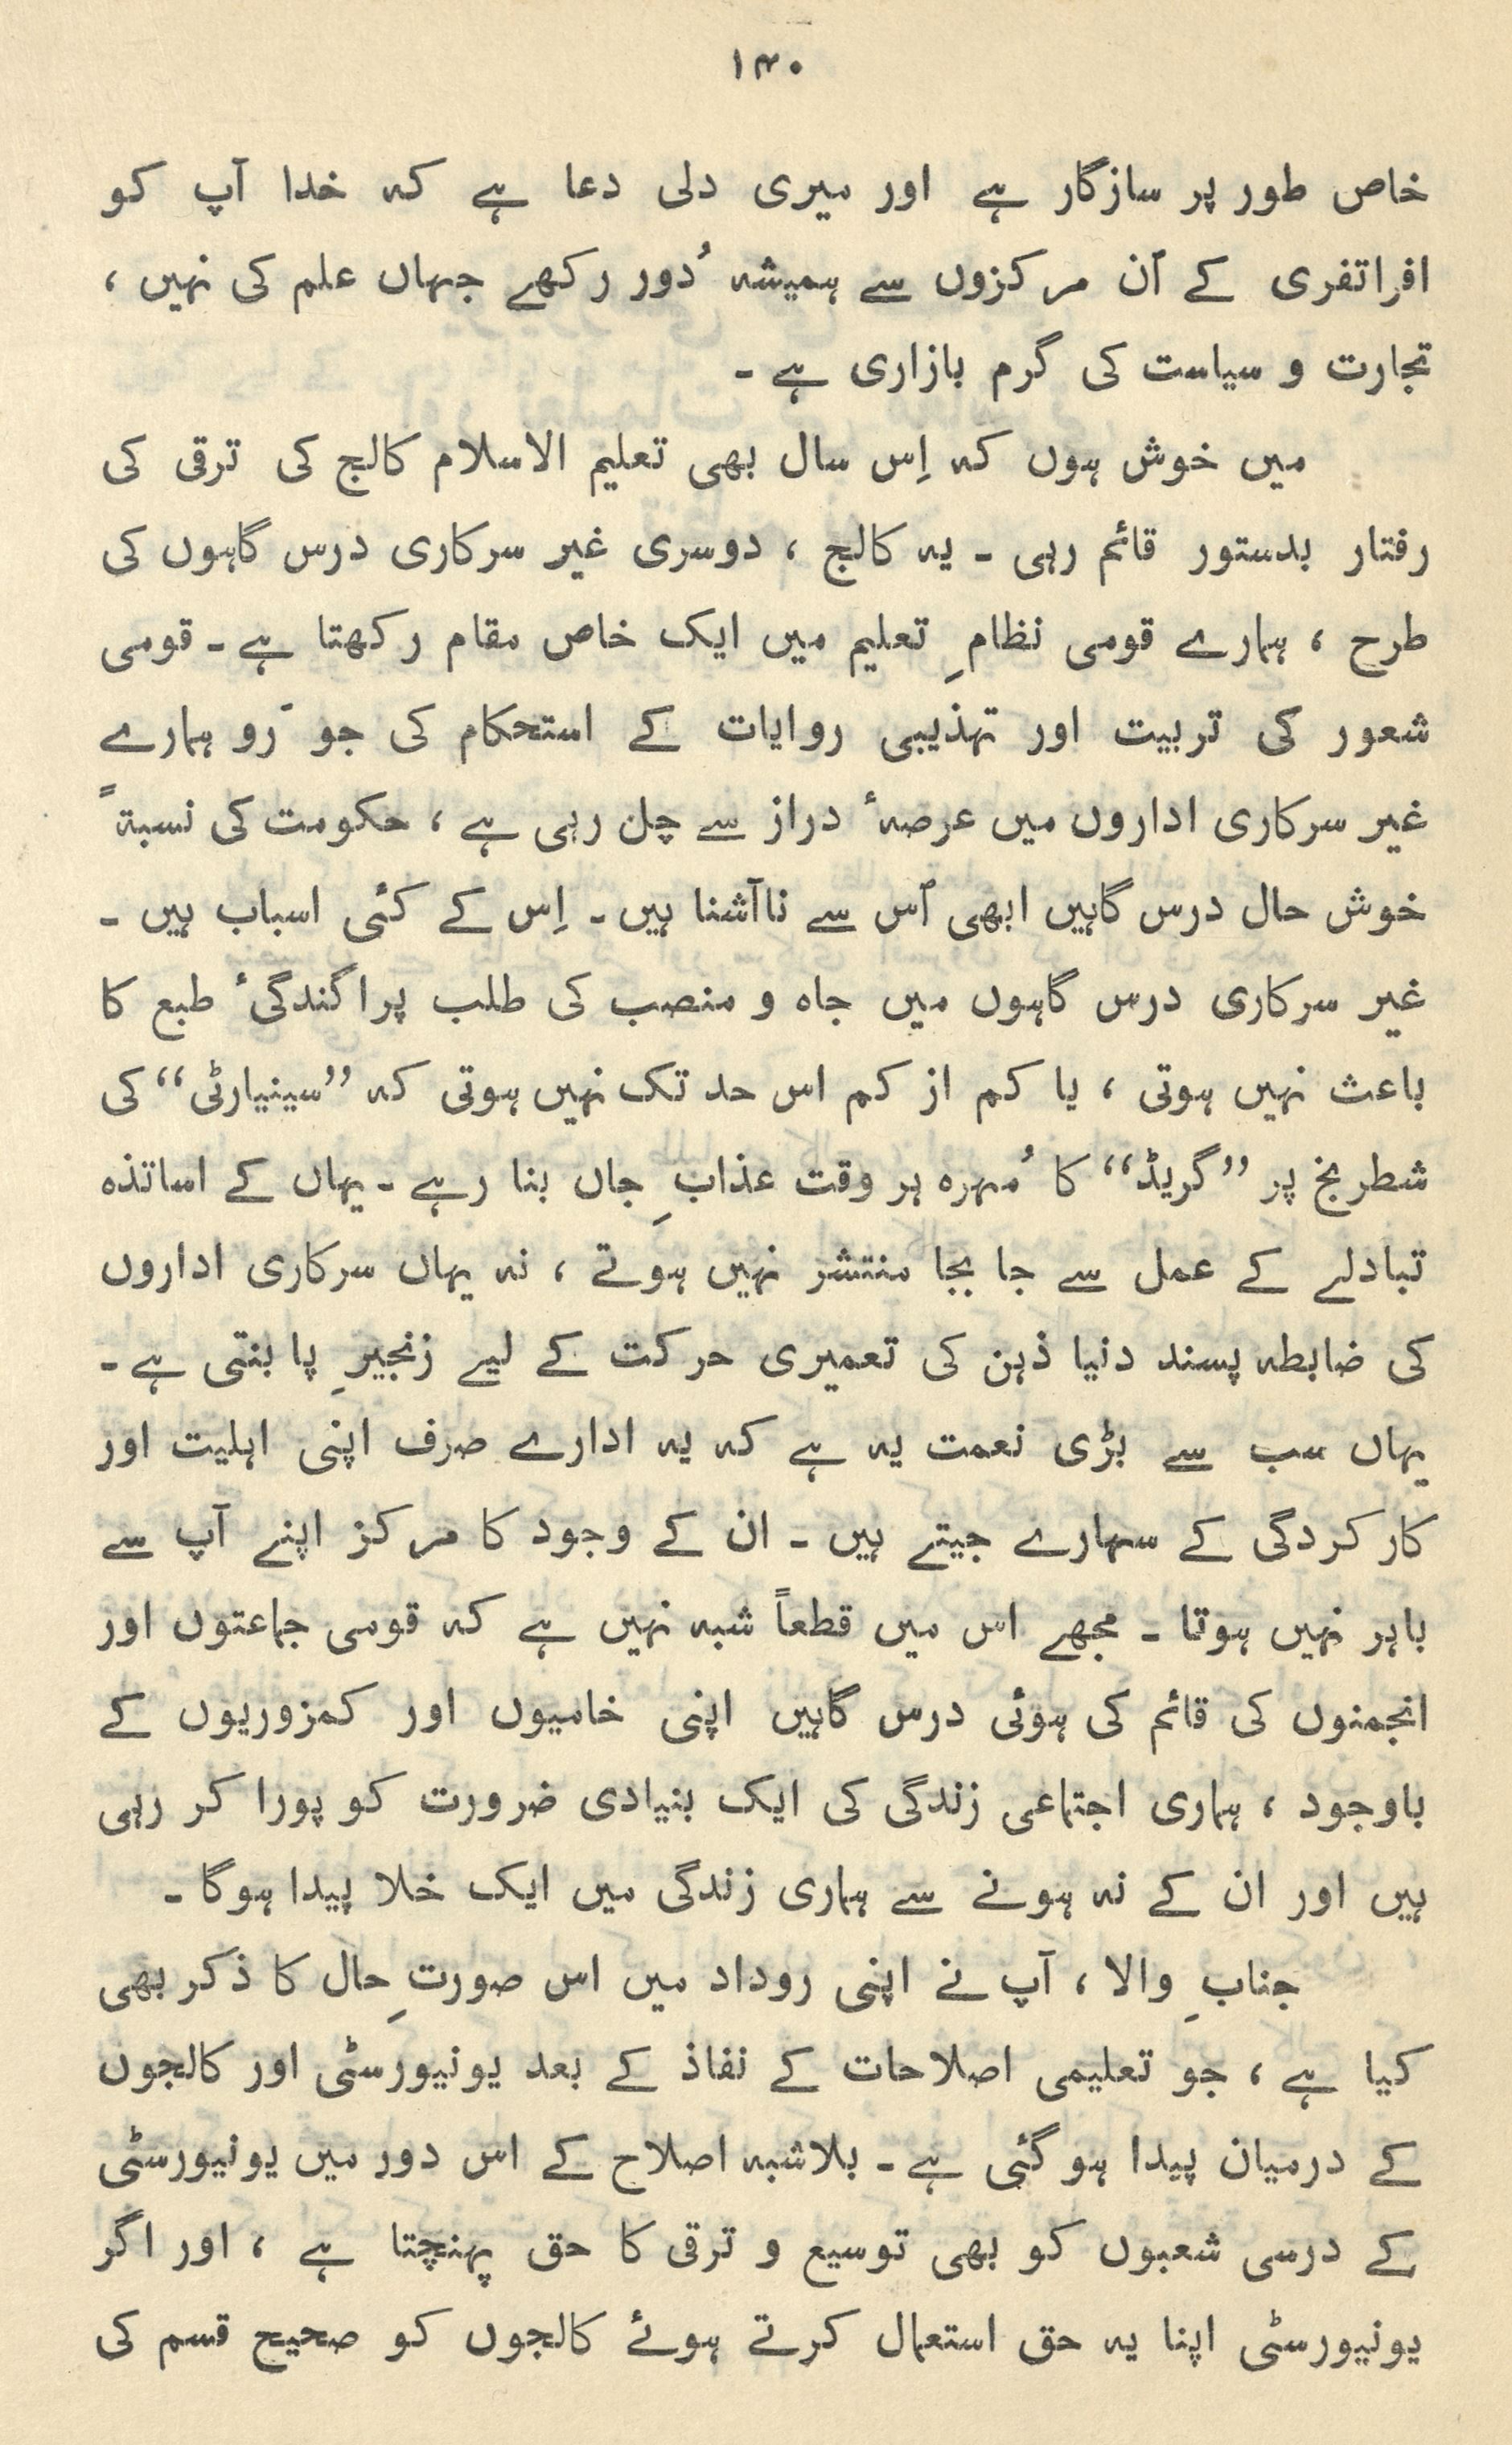 ۱۴۰
خاص طور پر سازگار ہے اور میری دلی دعا ہے کہ خدا آپ کو
افراتفری کے اُن مرکزوں سے ہمیشہ دُور رکھے جہاں علم کی نہیں ،
تجارت و سیاست کی گرم بازاری ہے ۔
میں خوش ہوں کہ اِس سال بھی تعلیم الاسلام کالج کی ترقی کی
رفتار بدستور قائم رہی ۔ یہ کالج ، دوسری غیر سرکاری درس گاہوں کی
طرح ، ہمارے قومی نظامِ تعلیم میں ایک خاص مقام رکھتا ہے ۔ قومی
شعور کی تربیت اور تہذیبی روایات کے استحکام کی جو رَو ہمارے
غیر سرکاری اداروں میں عرصۂ دراز سے چل رہی ہے ، حکومت کی نسبۃً
خوش حال درس گاہیں ابھی اُس سے ناآشنا ہیں ۔ اِس کے کئی اسباب ہیں ۔
غیر سرکاری درس گاہوں میں جاہ و منصب کی طلب پراگندگیٔ طبع کا
باعث نہیں ہوتی ، یا کم از کم اس حد تک نہیں ہوتی کہ ”سینیارٹی“ کی
شطرنج پر ”گریڈ“ کا مُہرہ ہر وقت عذابِ جاں بنا رہے ۔ یہاں کے اساتذہ
تبادلے کے عمل سے جا بجا منتشر نہیں ہوتے ، نہ یہاں سرکاری اداروں
کی ضابطہ پسند دنیا ذہن کی تعمیری حرکت کے لیے زنجیرِ پا بنتی ہے ۔
یہاں سب سے بڑی نعمت یہ ہے کہ یہ ادارے صرف اپنی اہلیت اور
کارکردگی کے سہارے جیتے ہیں ۔ ان کے وجود کا مرکز اپنے آپ سے
باہر نہیں ہوتا ۔ مجھے اس میں قطعاً شبہ نہیں ہے کہ قومی جماعتوں اور
انجمنوں کی قائم کی ہوئی درس گاہیں اپنی خامیوں اور کمزوریوں کے
باوجود ، ہماری اجتماعی زندگی کی ایک بنیادی ضرورت کو پورا کر رہی
ہیں اور ان کے نہ ہونے سے ہماری زندگی میں ایک خلا پیدا ہوگا ۔
جنابِ والا ، آپ نے اپنی روداد میں اس صورتِ حال کا ذکر بھی
کیا ہے ، جو تعلیمی اصلاحات کے نفاذ کے بعد یونیورسٹی اور کالجوں
کے درمیان پیدا ہو گئی ہے ۔ بلاشبہ اصلاح کے اس دور میں یونیورسٹی
کے درسی شعبوں کو بھی توسیع و ترقی کا حق پہنچتا ہے ، اور اگر
یونیورسٹی اپنا یہ حق استعمال کرتے ہوئے کالجوں کو صحیح قسم کی